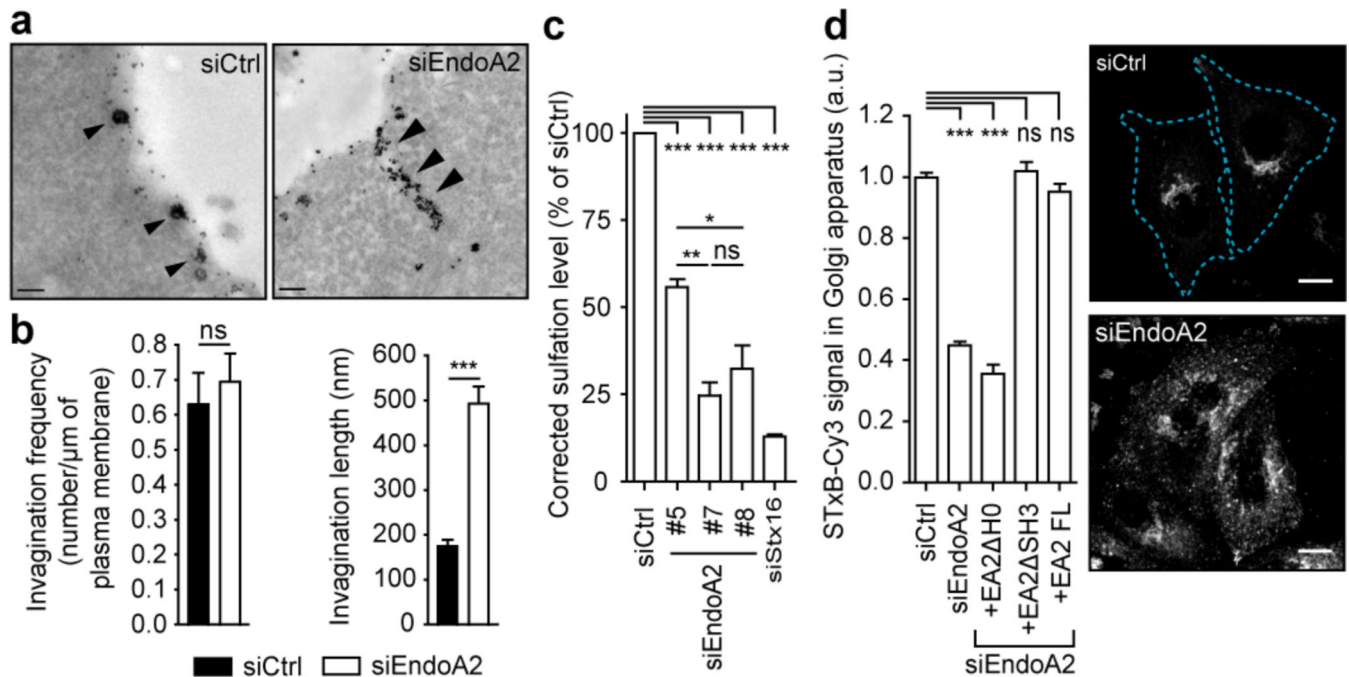 a
siCtrl
siEndoA2
b
Invagination frequency
(number/μm of
plasma membrane)
0.8
0.7
0.6
0.5
0.4
0.3
0.2
0.1
0.0
ns
Invagination length (nm)
600
500
400
300
200
100
0
***
siCtrl
siEndoA2
c
Corrected sulfation level (% of siCtrl)
100
75
50
25
0
*** *** *** ***
*
** ns
siCtrl
#5
#7
#8
siStx16
siEndoA2
d
STxB-Cy3 signal in Golgi apparatus (a.u.)
1.2
1.0
0.8
0.6
0.4
0.2
0.0
*** *** ns ns
siCtrl
siEndoA2
+EA2ΔH0
+EA2ΔSH3
+EA2 FL
siEndoA2
siCtrl
siEndoA2